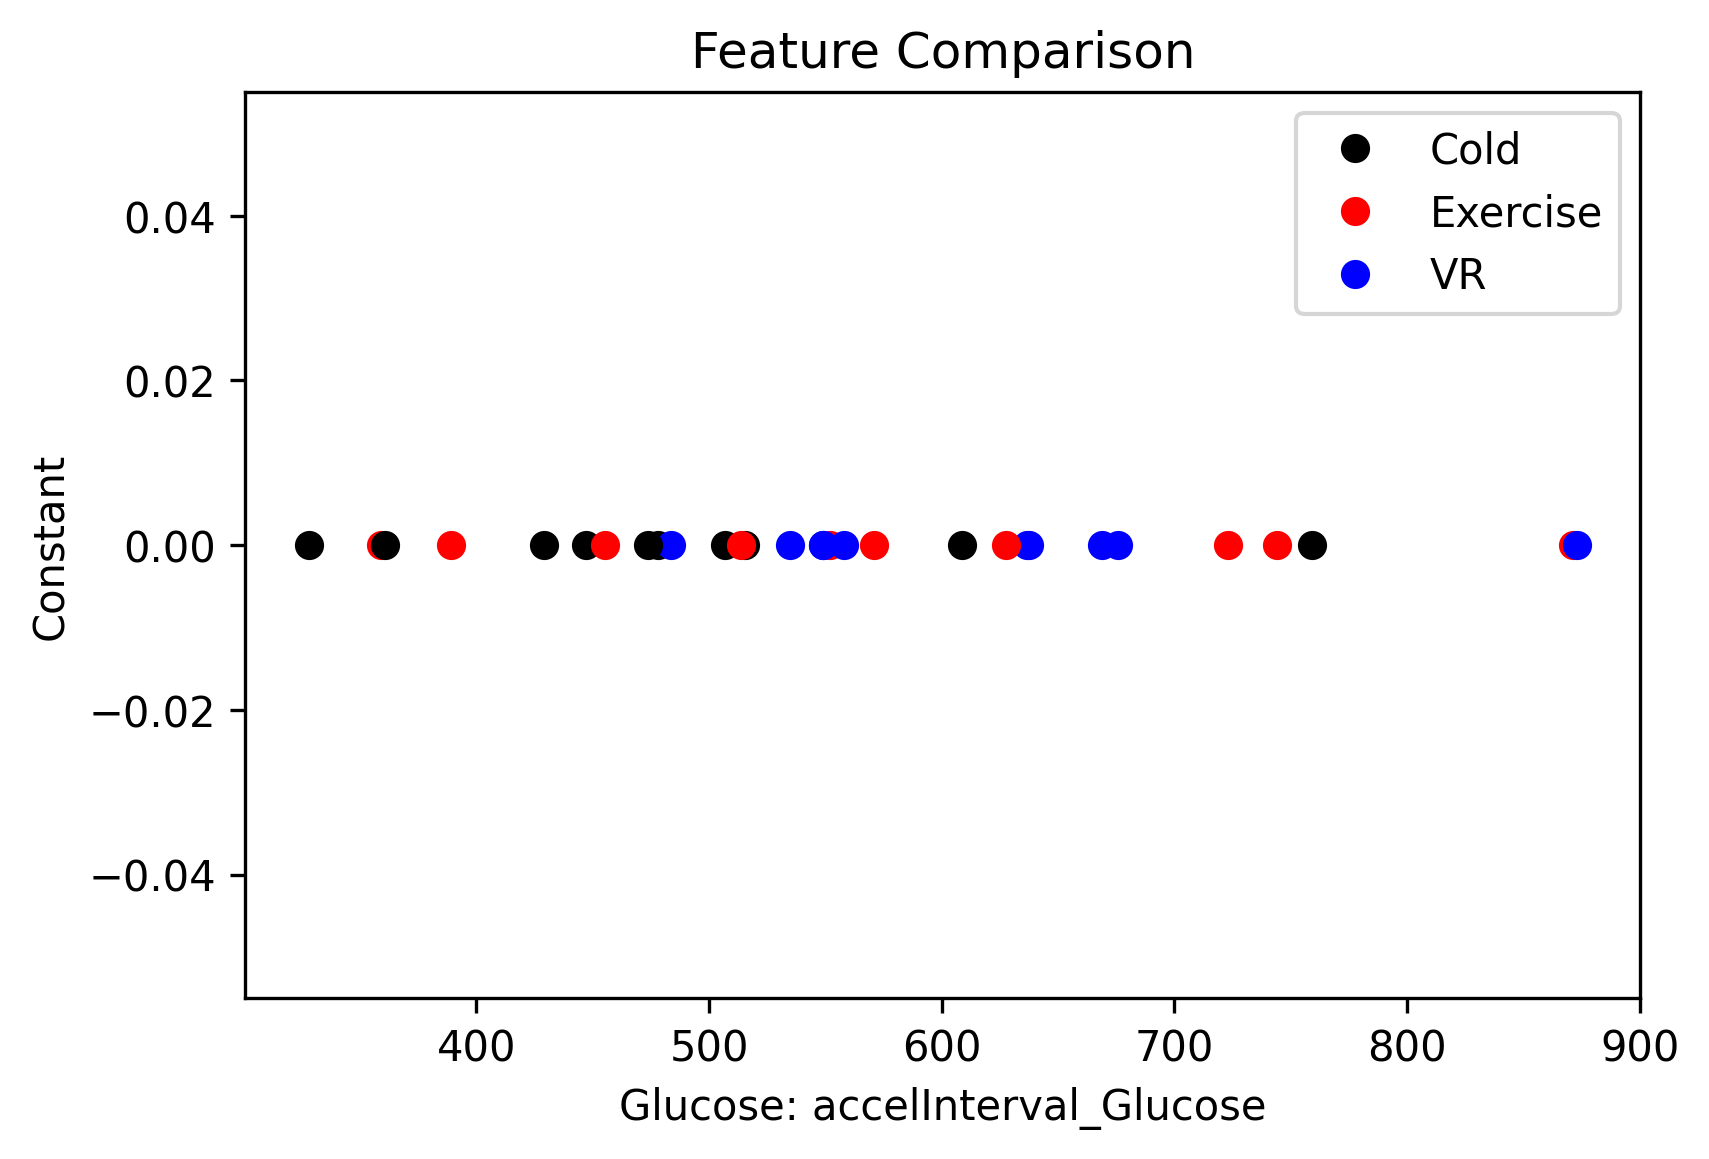 Feature Comparison
Cold
Exercise
VR
0.04
0.02
0.00
−0.02
−0.04
Constant
400 500 600 700 800 900
Glucose: accelInterval_Glucose